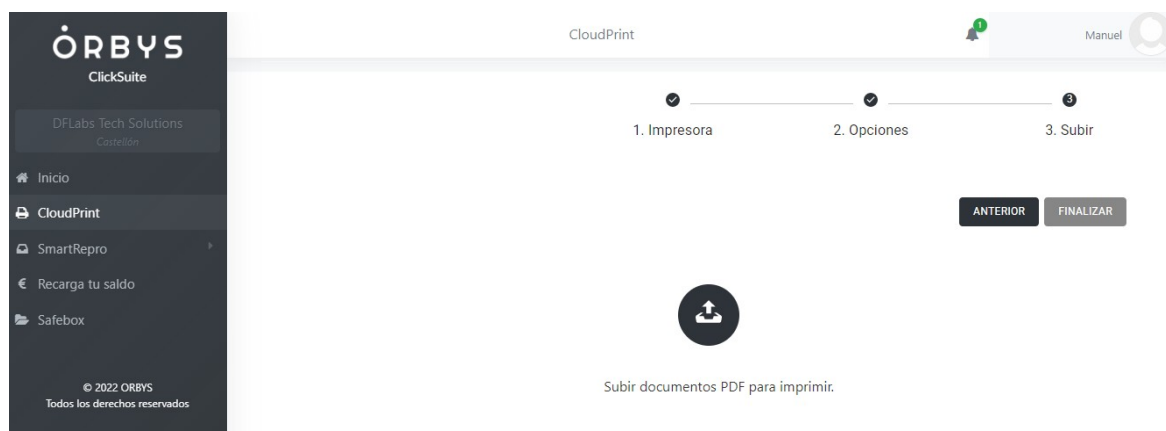 ÓRBYS
ClickSuite
DFLabs Tech Solutions
Castellón
Inicio
CloudPrint
SmartRepro
€ Recarga tu saldo
Safebox
© 2022 ORBYS
Todos los derechos reservados
CloudPrint
1
Manuel
3
1. Impresora
2. Opciones
3. Subir
ANTERIOR
FINALIZAR
Subir documentos PDF para imprimir.